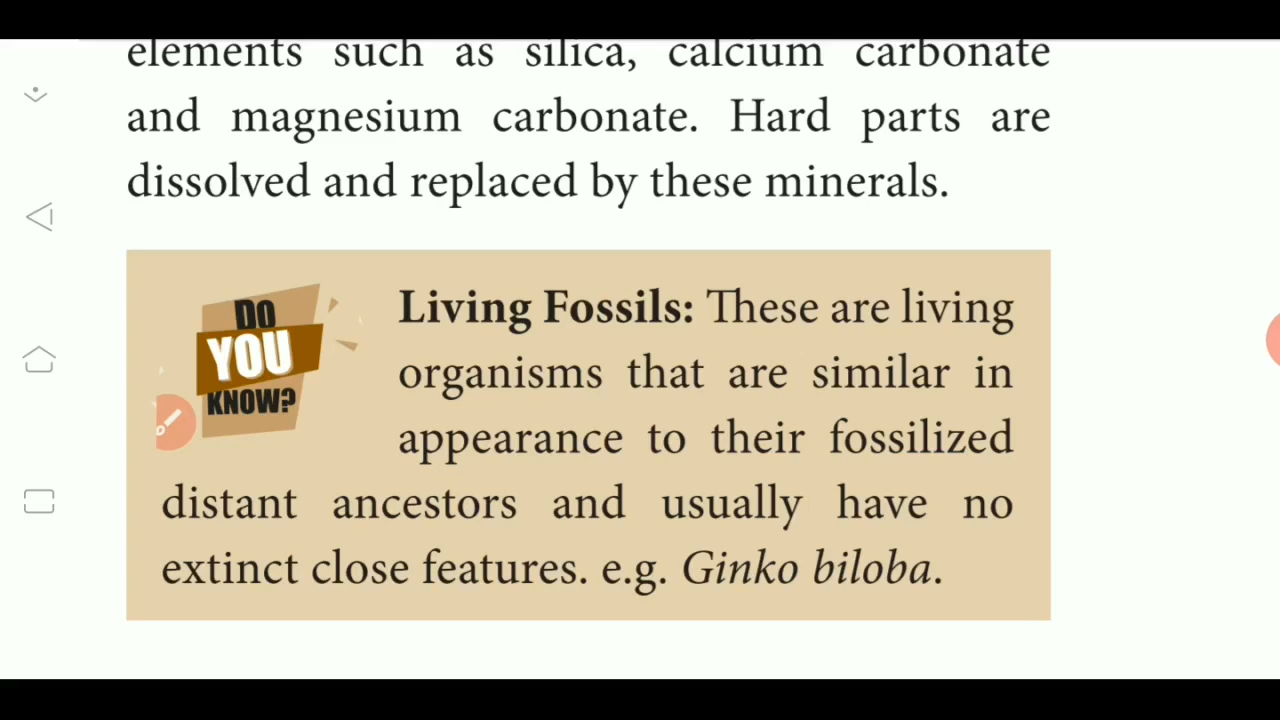 elements such as silica, calcium carbonate
and magnesium carbonate. Hard parts are
dissolved and replaced by these minerals.
DO
YOU
KNOW?
Living Fossils: These are living
organisms that are similar in
appearance to their fossilized
distant ancestors and usually have no
extinct close features. e.g. Ginko biloba.